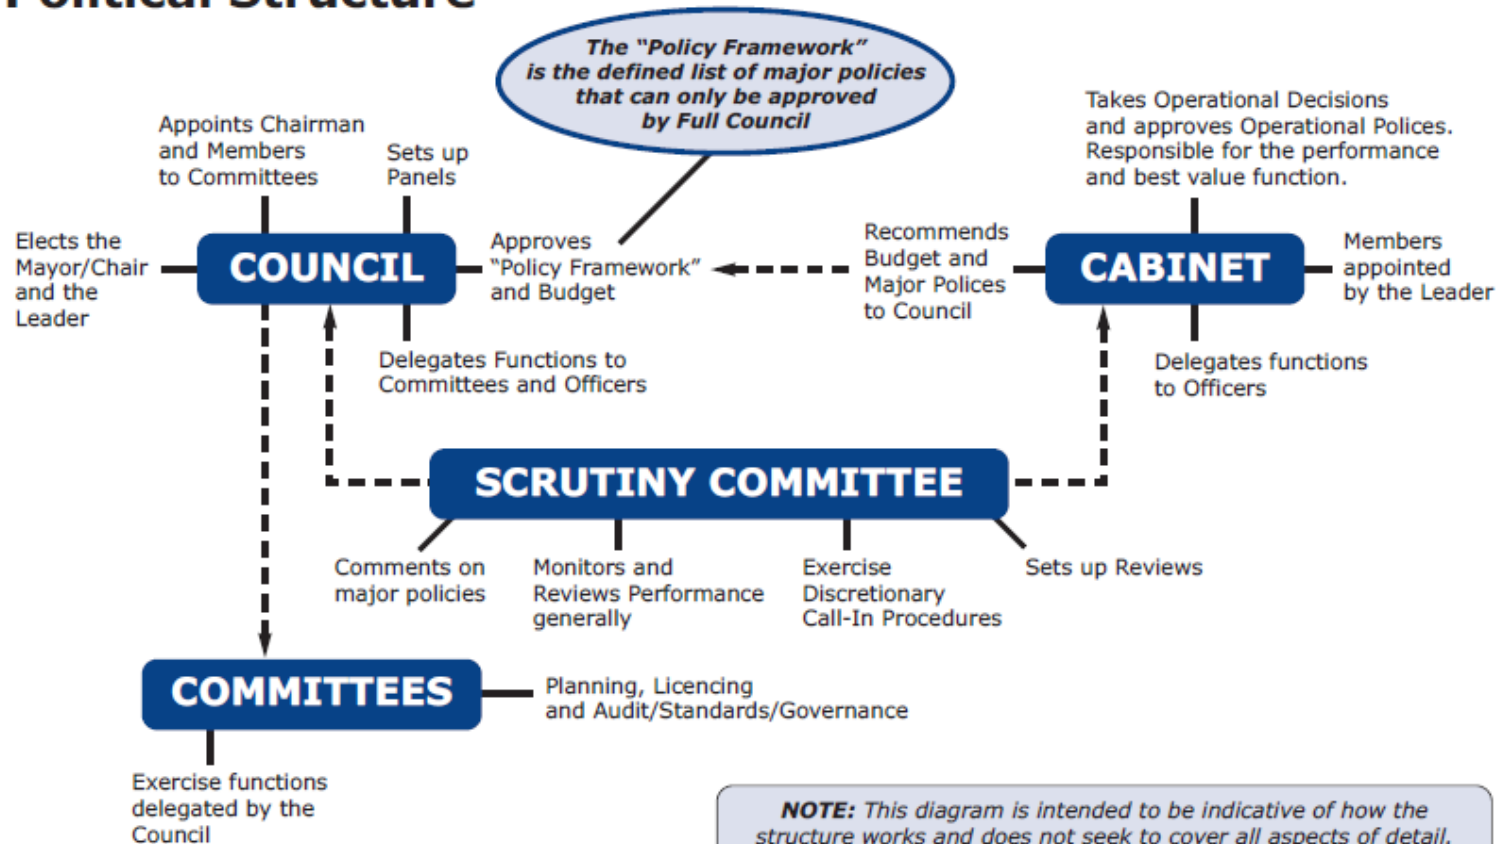 Political Structure
The “Policy Framework”
is the defined list of major policies
that can only be approved
by Full Council
Appoints Chairman
and Members
to Committees
Sets up
Panels
Takes Operational Decisions
and approves Operational Polices.
Responsible for the performance
and best value function.
Elects the
Mayor/Chair
and the
Leader
COUNCIL
Approves
“Policy Framework”
and Budget
Recommends
Budget and
Major Polices
to Council
CABINET
Members
appointed
by the Leader
Delegates Functions to
Committees and Officers
Delegates functions
to Officers
SCRUTINY COMMITTEE
Comments on
major policies
Monitors and
Reviews Performance
generally
Exercise
Discretionary
Call-In Procedures
Sets up Reviews
COMMITTEES
Planning, Licencing
and Audit/Standards/Governance
Exercise functions
delegated by the
Council
NOTE: This diagram is intended to be indicative of how the
structure works and does not seek to cover all aspects of detail.